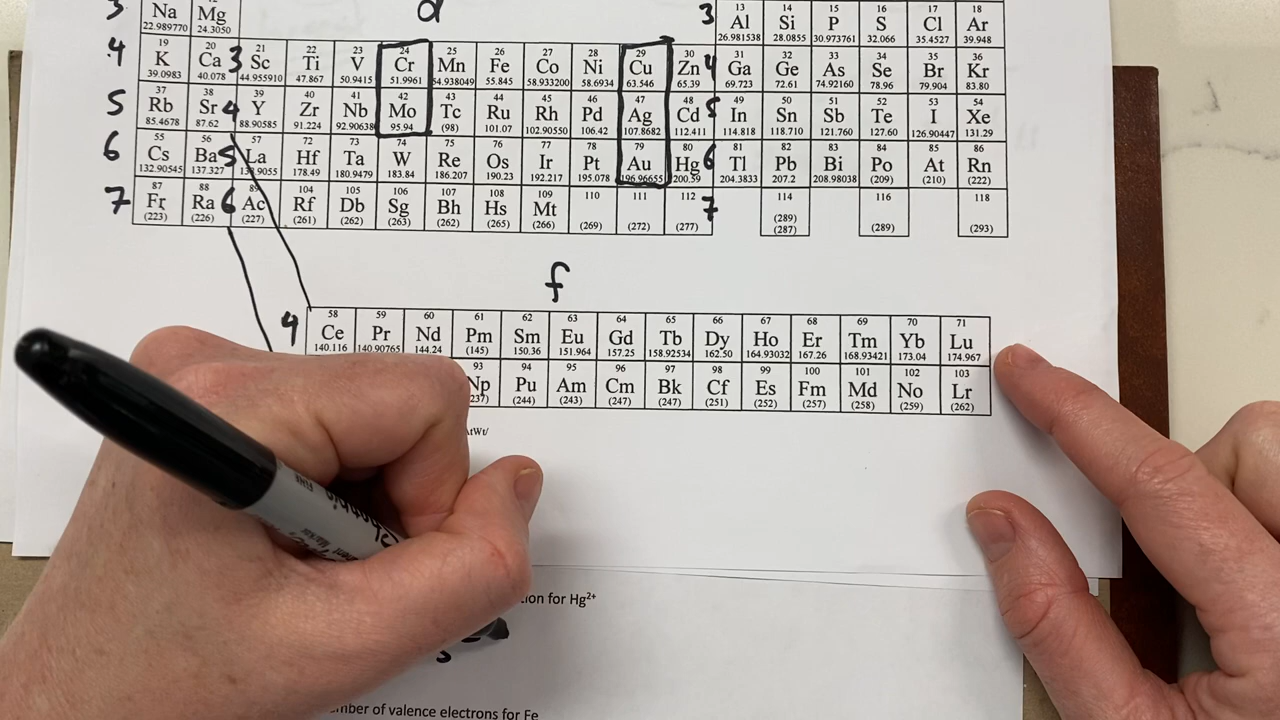 d
3 Na Mg 3 13 14 15 16 17 18
22.989770 24.3050 Al Si P S Cl Ar
26.981538 28.0855 30.973761 32.066 35.4527 39.948
4 19 20 3 21 22 23 24 25 26 27 28 29 30 4 31 32 33 34 35 36
K Ca Sc Ti V Cr Mn Fe Co Ni Cu Zn Ga Ge As Se Br Kr
39.0983 40.078 44.955910 47.867 50.9415 51.9961 54.938049 55.845 58.933200 58.6934 63.546 65.39 69.723 72.61 74.92160 78.96 79.904 83.80
5 37 38 4 39 40 41 42 43 44 45 46 47 48 5 49 50 51 52 53 54
Rb Sr Y Zr Nb Mo Tc Ru Rh Pd Ag Cd In Sn Sb Te I Xe
85.4678 87.62 88.90585 91.224 92.90638 95.94 (98) 101.07 102.90550 106.42 107.8682 112.411 114.818 118.710 121.760 127.60 126.90447 131.29
6 55 56 5 57 72 73 74 75 76 77 78 79 80 6 81 82 83 84 85 86
Cs Ba La Hf Ta W Re Os Ir Pt Au Hg Tl Pb Bi Po At Rn
132.90545 137.327 178.49 180.9479 183.84 186.207 190.23 192.217 195.078 196.96655 200.59 204.3833 207.2 208.98038 (209) (210) (222)
7 87 88 6 89 104 105 106 107 108 109 110 111 112 7 114 116 118
Fr Ra Ac Rf Db Sg Bh Hs Mt
(223) (226) (227) (261) (262) (263) (262) (265) (266) (269) (272) (277) (289) (289) (293)
(287)
f
4 58 59 60 61 62 63 64 65 66 67 68 69 70 71
Ce Pr Nd Pm Sm Eu Gd Tb Dy Ho Er Tm Yb Lu
140.116 140.90765 144.24 (145) 150.36 151.964 157.25 158.92534 162.50 164.93032 167.26 168.93421 173.04 174.967
93 94 95 96 97 98 99 100 101 102 103
Np Pu Am Cm Bk Cf Es Fm Md No Lr
237) (244) (243) (247) (247) (251) (252) (257) (258) (259) (262)
AtWt/
Sharpie
FINE
for Hg²⁺
of valence electrons for Fe